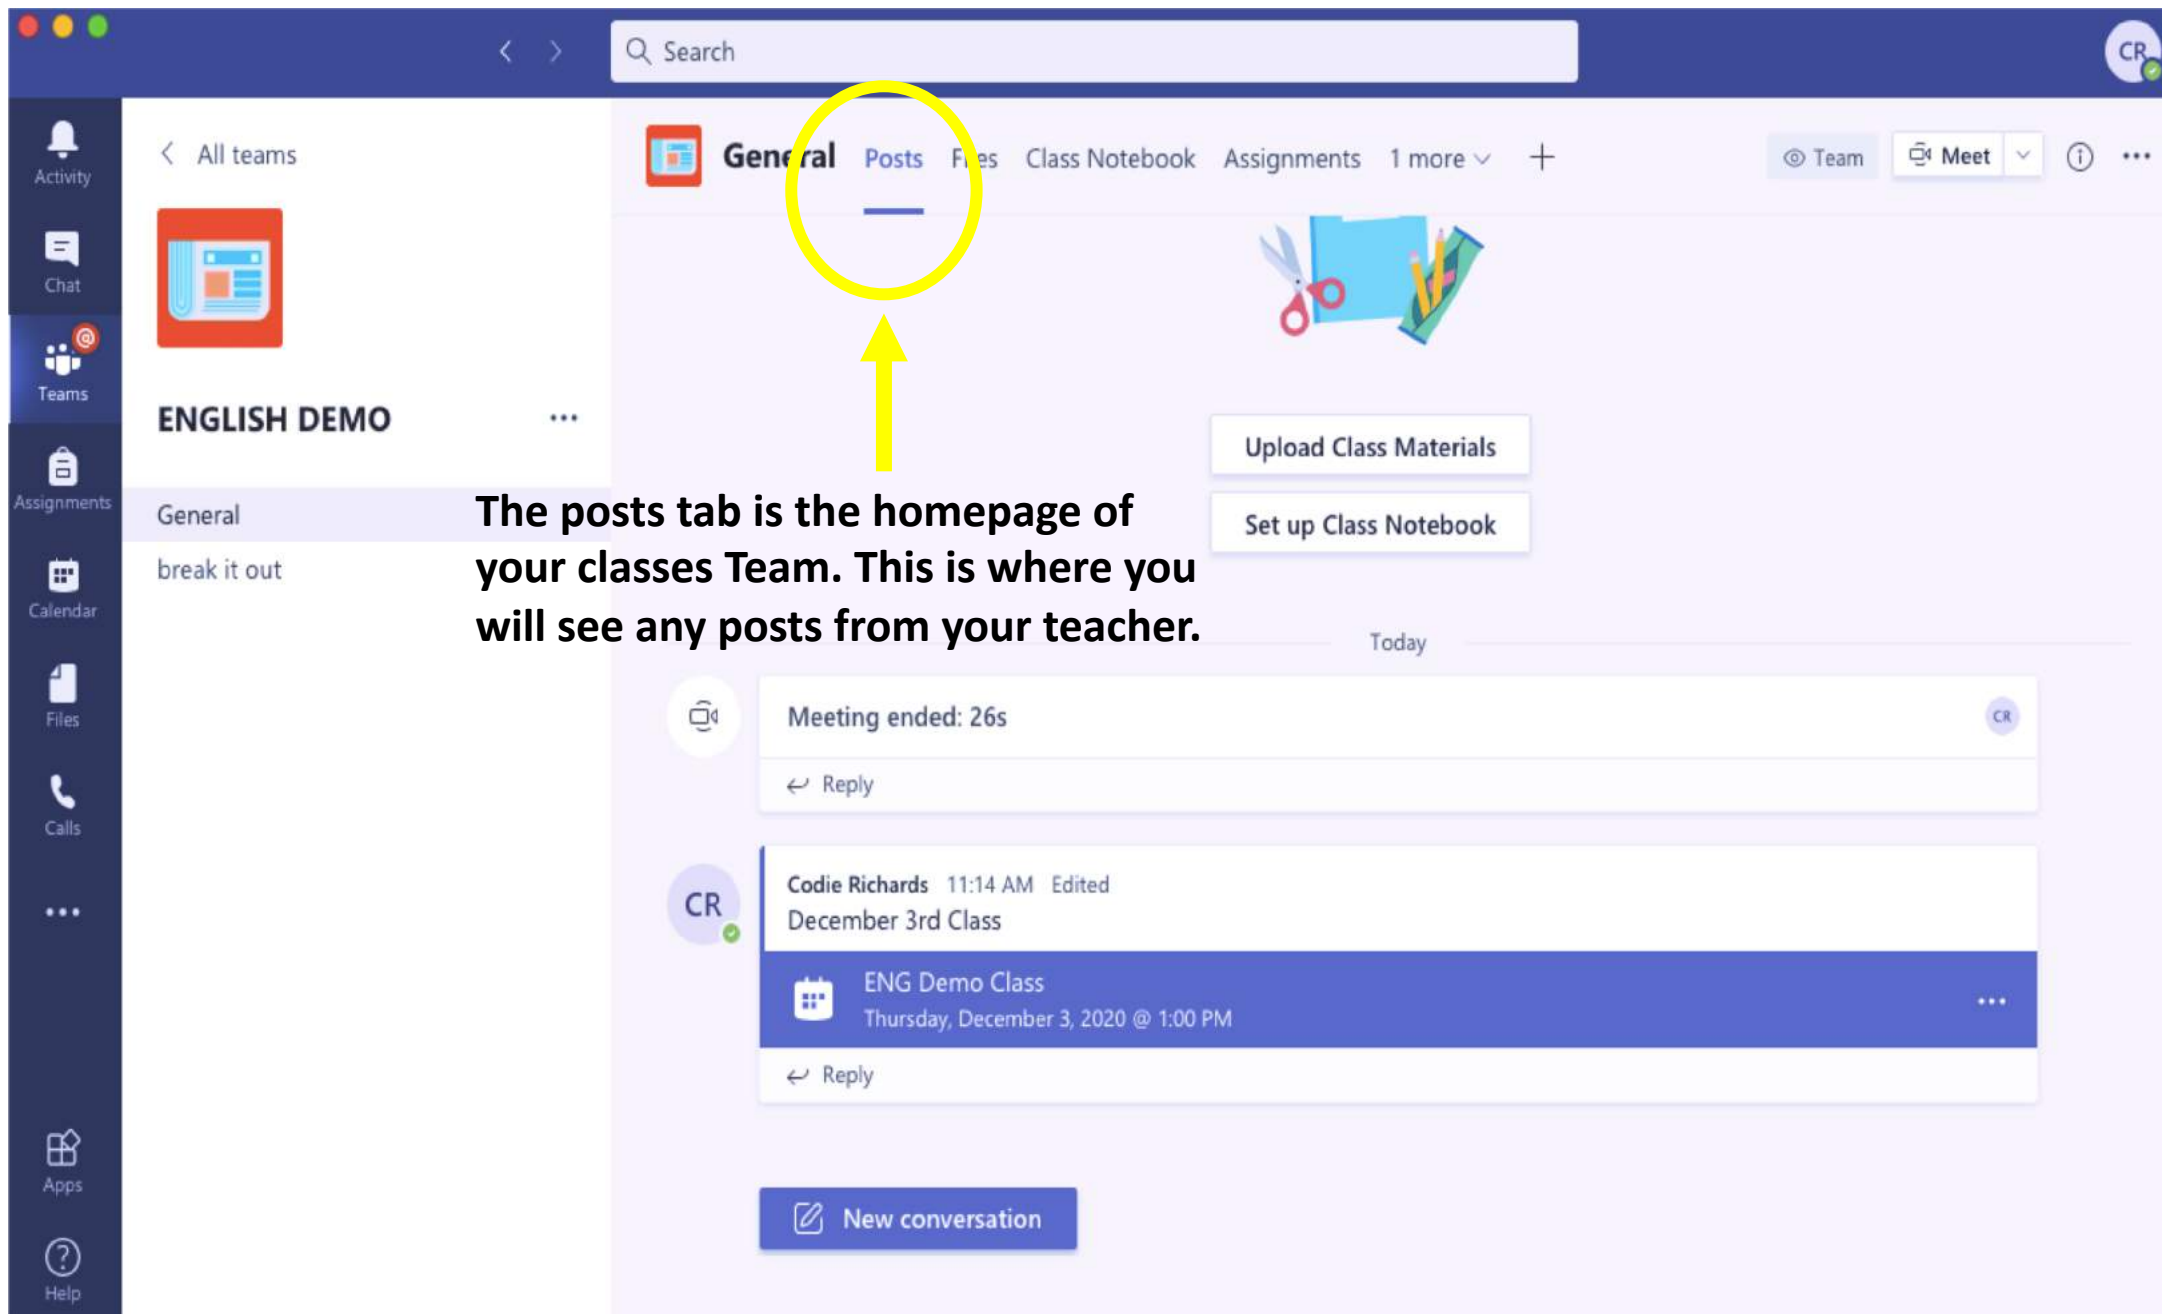 Search
CR
Activity
Chat
Teams
Assignments
Calendar
Files
Calls
Apps
Help
All teams
ENGLISH DEMO
General
break it out
General Posts Files Class Notebook Assignments 1 more
Team Meet
Upload Class Materials
Set up Class Notebook
The posts tab is the homepage of
your classes Team. This is where you
will see any posts from your teacher.
Today
Meeting ended: 26s
CR
Reply
CR
Codie Richards 11:14 AM Edited
December 3rd Class
ENG Demo Class
Thursday, December 3, 2020 @ 1:00 PM
Reply
New conversation